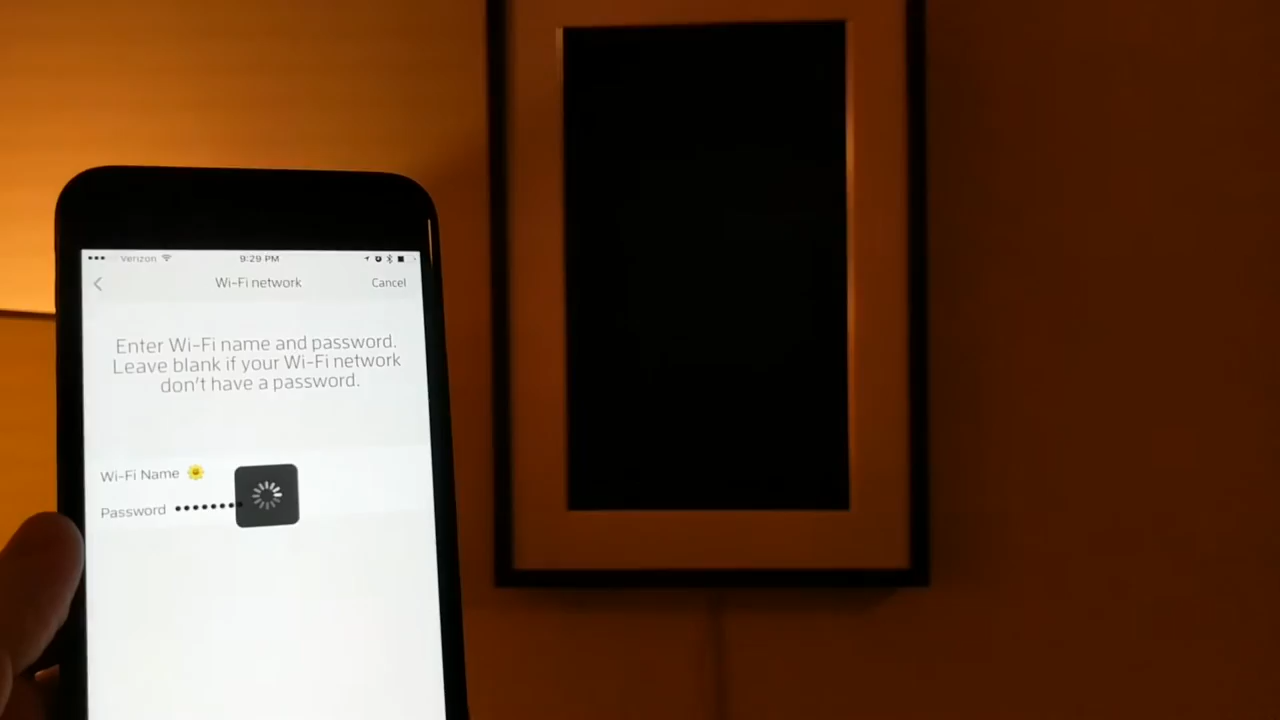 Verizon 9:29 PM
Wi-Fi network Cancel
Enter Wi-Fi name and password.
Leave blank if your Wi-Fi network
don't have a password.
Wi-Fi Name 🌼
Password ••••••••